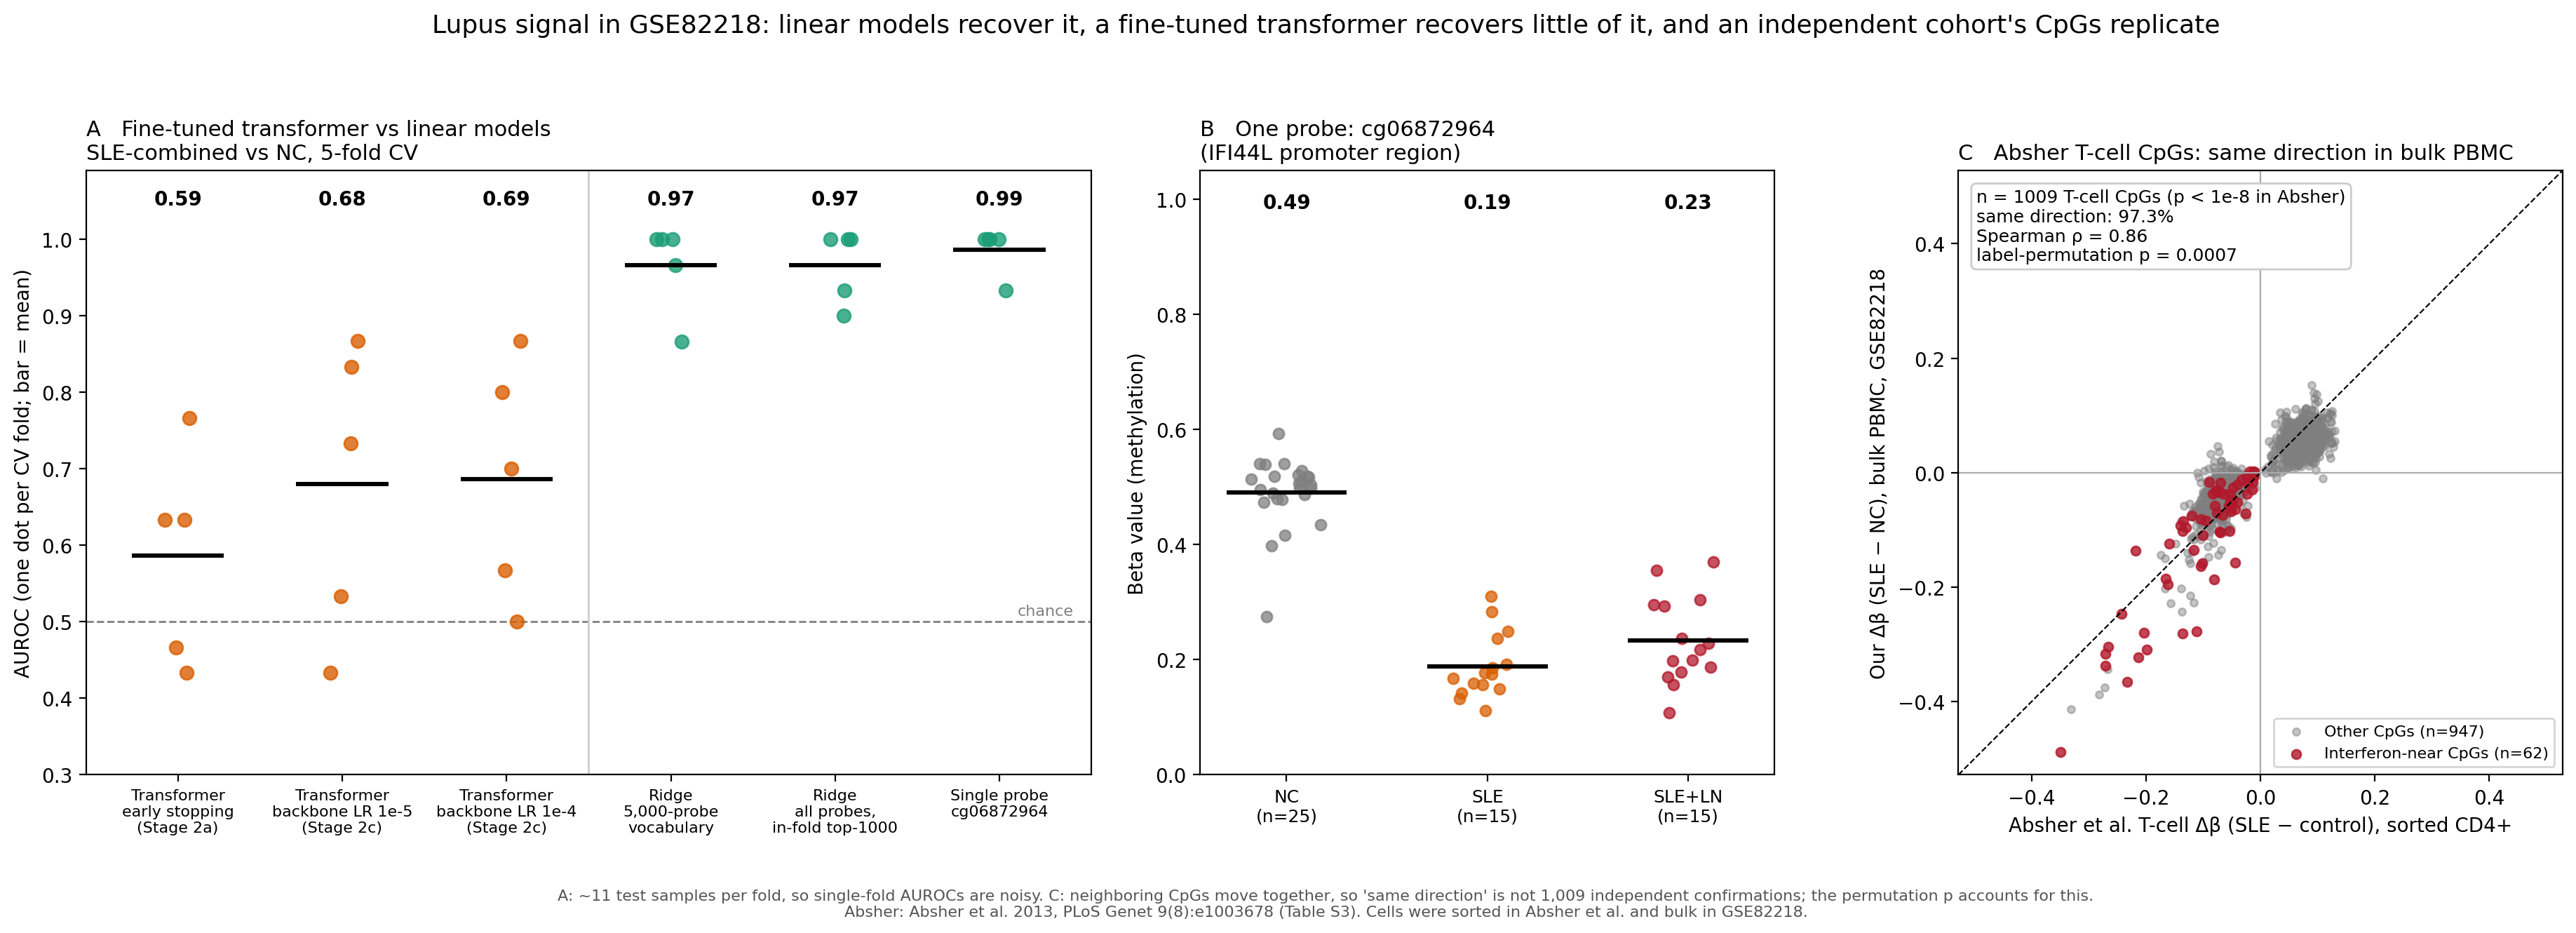 Lupus signal in GSE82218: linear models recover it, a fine-tuned transformer recovers little of it, and an independent cohort's CpGs replicate
A Fine-tuned transformer vs linear models
SLE-combined vs NC, 5-fold CV
0.59 0.68 0.69 0.97 0.97 0.99
AUROC (one dot per CV fold; bar = mean)
1.0
0.9
0.8
0.7
0.6
0.5
0.4
0.3
chance
Transformer
early stopping
(Stage 2a)
Transformer
backbone LR 1e-5
(Stage 2c)
Transformer
backbone LR 1e-4
(Stage 2c)
Ridge
5,000-probe
vocabulary
Ridge
all probes,
in-fold top-1000
Single probe
cg06872964
B One probe: cg06872964
(IFI44L promoter region)
0.49 0.19 0.23
Beta value (methylation)
1.0
0.8
0.6
0.4
0.2
0.0
NC
(n=25)
SLE
(n=15)
SLE+LN
(n=15)
C Absher T-cell CpGs: same direction in bulk PBMC
n = 1009 T-cell CpGs (p < 1e-8 in Absher)
same direction: 97.3%
Spearman ρ = 0.86
label-permutation p = 0.0007
Our Δβ (SLE − NC), bulk PBMC, GSE82218
0.4
0.2
0.0
−0.2
−0.4
Other CpGs (n=947)
Interferon-near CpGs (n=62)
−0.4 −0.2 0.0 0.2 0.4
Absher et al. T-cell Δβ (SLE − control), sorted CD4+
A: ~11 test samples per fold, so single-fold AUROCs are noisy. C: neighboring CpGs move together, so 'same direction' is not 1,009 independent confirmations; the permutation p accounts for this.
Absher: Absher et al. 2013, PLoS Genet 9(8):e1003678 (Table S3). Cells were sorted in Absher et al. and bulk in GSE82218.